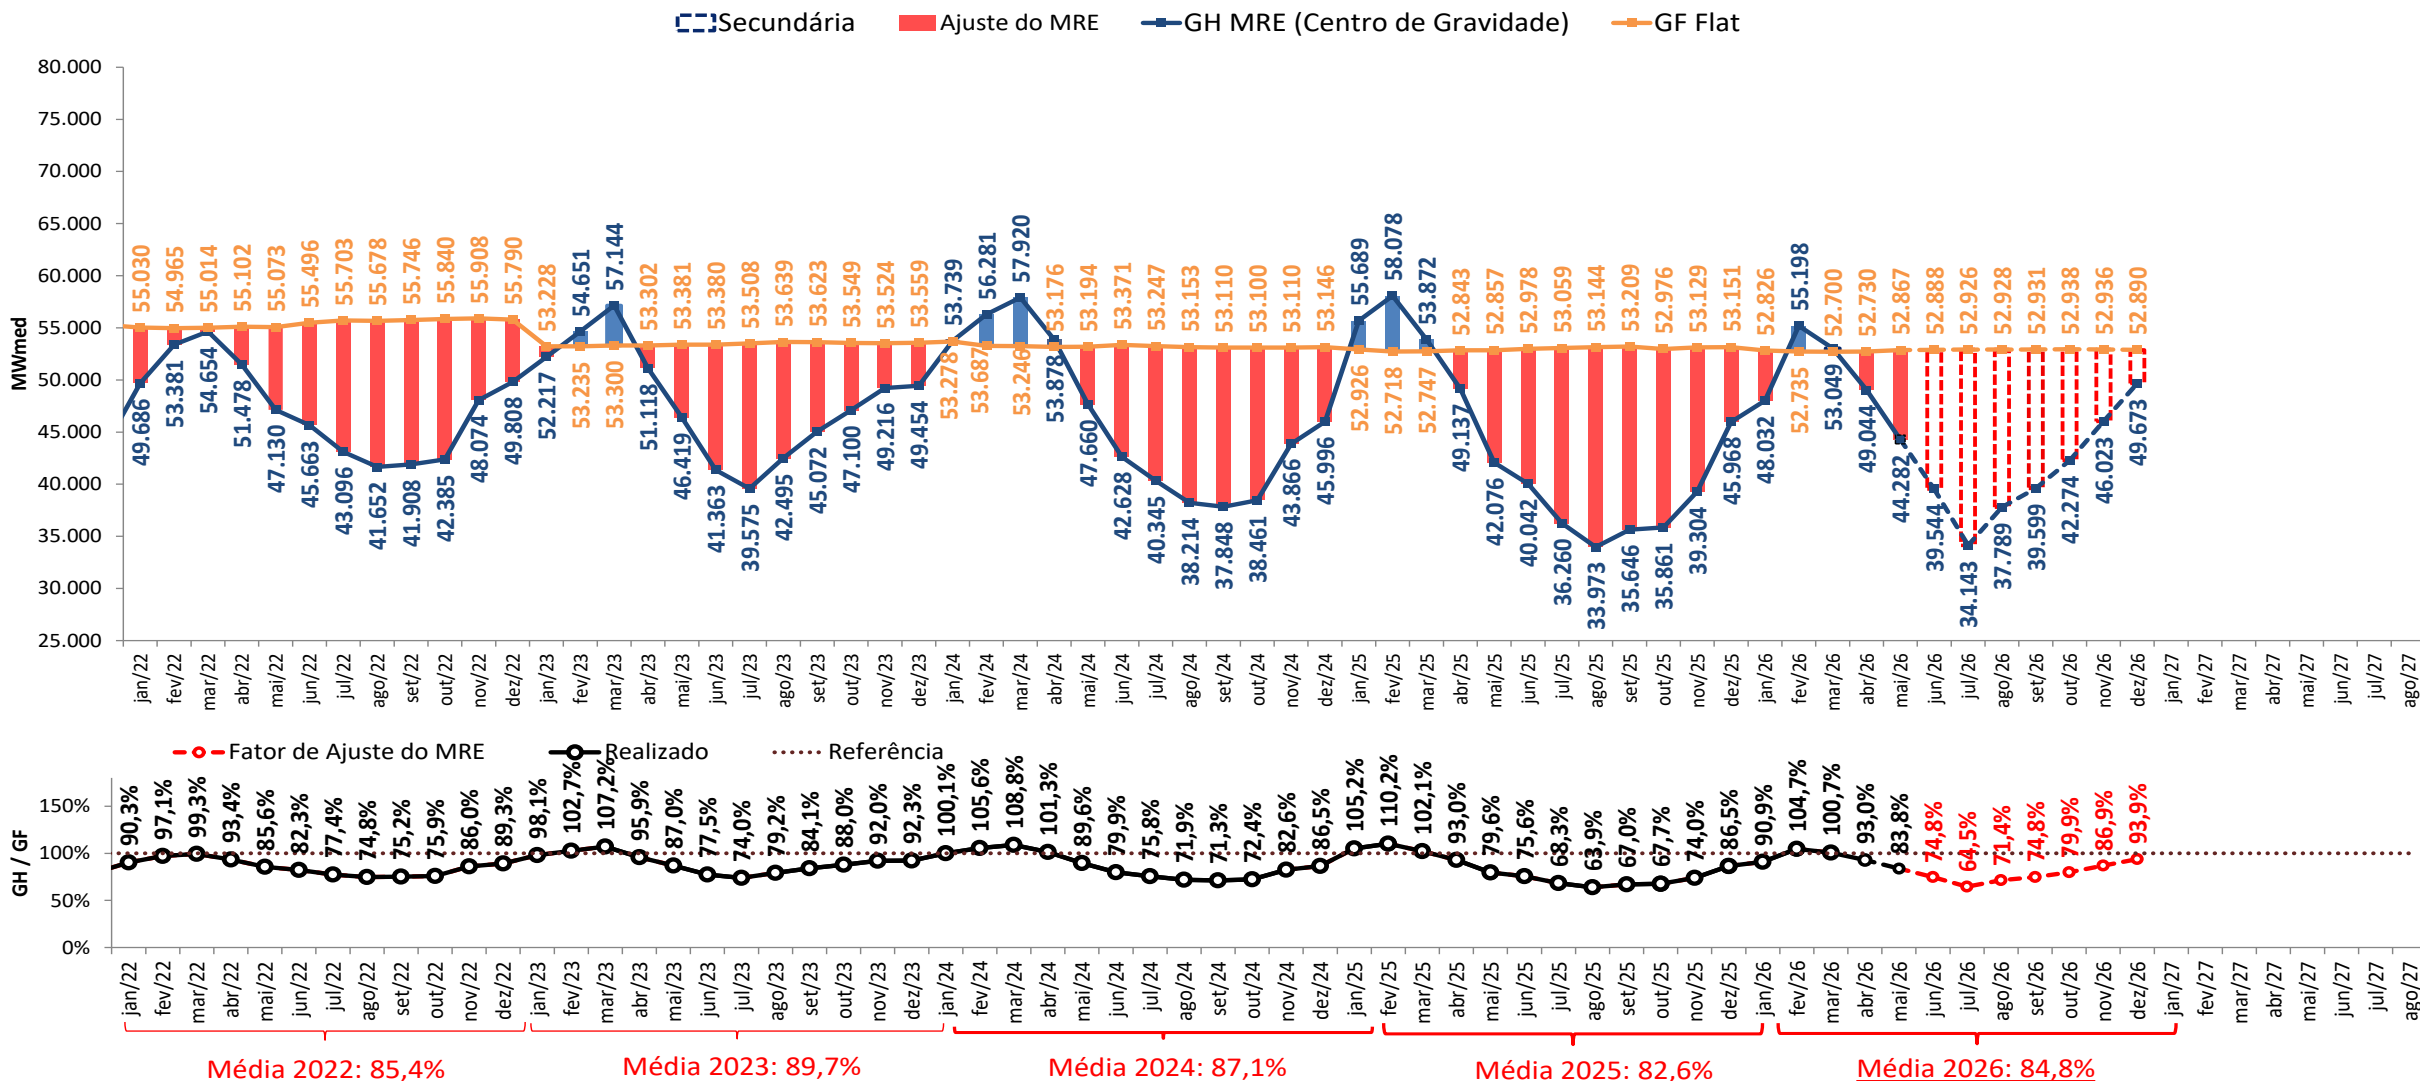 Secundária Ajuste do MRE GH MRE (Centro de Gravidade) GF Flat
MWmed
80.000
75.000
70.000
65.000
60.000
55.000
50.000
45.000
40.000
35.000
30.000
25.000
55.030 54.965 55.014 55.102 55.073 55.496 55.703 55.678 55.746 55.840 55.908 55.790 53.228 53.235 53.300 53.302 53.381 53.380 53.508 53.639 53.623 53.549 53.524 53.559 53.278 53.687 53.246 53.176 53.194 53.371 53.247 53.153 53.110 53.100 53.110 53.146 52.926 52.718 52.747 52.843 52.857 52.978 53.059 53.144 53.209 52.976 53.129 53.151 52.826 52.735 52.700 52.730 52.867 52.888 52.926 52.928 52.931 52.938 52.936 52.890
49.686 53.381 54.654 51.478 47.130 45.663 43.096 41.652 41.908 42.385 48.074 49.808 52.217 54.651 57.144 51.118 46.419 41.363 39.575 42.495 45.072 47.100 49.216 49.454 53.739 56.281 57.920 53.878 47.660 42.628 40.345 38.214 37.848 38.461 43.866 45.996 55.689 58.078 53.872 49.137 42.076 40.042 36.260 33.973 35.646 35.861 39.304 45.968 48.032 55.198 53.049 49.044 44.282 39.544 34.143 37.789 39.599 42.274 46.023 49.673
jan/22 fev/22 mar/22 abr/22 mai/22 jun/22 jul/22 ago/22 set/22 out/22 nov/22 dez/22 jan/23 fev/23 mar/23 abr/23 mai/23 jun/23 jul/23 ago/23 set/23 out/23 nov/23 dez/23 jan/24 fev/24 mar/24 abr/24 mai/24 jun/24 jul/24 ago/24 set/24 out/24 nov/24 dez/24 jan/25 fev/25 mar/25 abr/25 mai/25 jun/25 jul/25 ago/25 set/25 out/25 nov/25 dez/25 jan/26 fev/26 mar/26 abr/26 mai/26 jun/26 jul/26 ago/26 set/26 out/26 nov/26 dez/26 jan/27 fev/27 mar/27 abr/27 mai/27 jun/27 jul/27 ago/27
Fator de Ajuste do MRE Realizado Referência
GH / GF
150%
100%
50%
0%
90,3% 97,1% 99,3% 93,4% 85,6% 82,3% 77,4% 74,8% 75,2% 75,9% 86,0% 89,3% 98,1% 102,7% 107,2% 95,9% 87,0% 77,5% 74,0% 79,2% 84,1% 88,0% 92,0% 92,3% 100,1% 105,6% 108,8% 101,3% 89,6% 79,9% 75,8% 71,9% 71,3% 72,4% 82,6% 86,5% 105,2% 110,2% 102,1% 93,0% 79,6% 75,6% 68,3% 63,9% 67,0% 67,7% 74,0% 86,5% 90,9% 104,7% 100,7% 93,0% 83,8% 74,8% 64,5% 71,4% 74,8% 79,9% 86,9% 93,9%
jan/22 fev/22 mar/22 abr/22 mai/22 jun/22 jul/22 ago/22 set/22 out/22 nov/22 dez/22 jan/23 fev/23 mar/23 abr/23 mai/23 jun/23 jul/23 ago/23 set/23 out/23 nov/23 dez/23 jan/24 fev/24 mar/24 abr/24 mai/24 jun/24 jul/24 ago/24 set/24 out/24 nov/24 dez/24 jan/25 fev/25 mar/25 abr/25 mai/25 jun/25 jul/25 ago/25 set/25 out/25 nov/25 dez/25 jan/26 fev/26 mar/26 abr/26 mai/26 jun/26 jul/26 ago/26 set/26 out/26 nov/26 dez/26 jan/27 fev/27 mar/27 abr/27 mai/27 jun/27 jul/27 ago/27
Média 2022: 85,4% Média 2023: 89,7% Média 2024: 87,1% Média 2025: 82,6% Média 2026: 84,8%